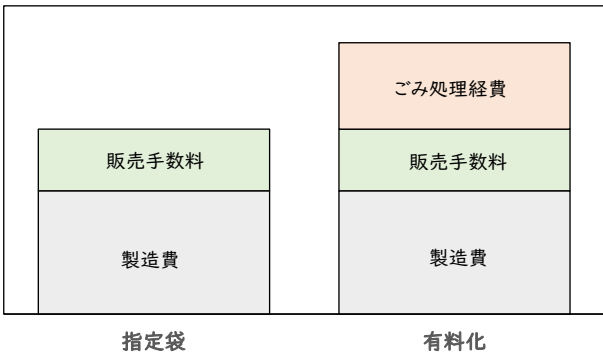 ごみ処理経費
販売手数料
販売手数料
製造費
製造費
指定袋
有料化